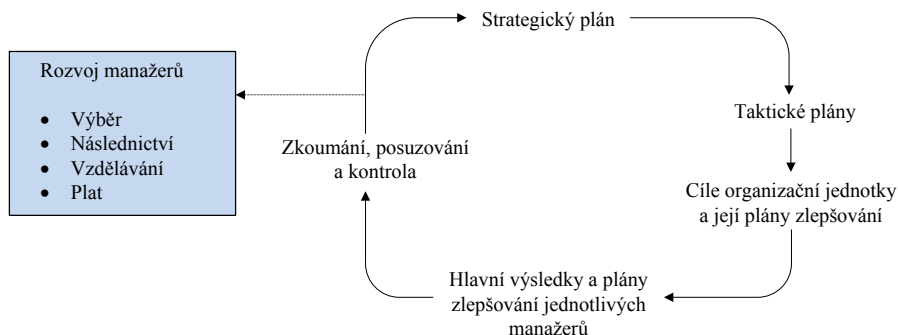 Strategický plán
Rozvoj manažerů
• Výběr
• Následnictví
• Vzdělávání
• Plat
Taktické plány
Zkoumání, posuzování
a kontrola
Cíle organizační jednotky
a její plány zlepšování
Hlavní výsledky a plány
zlepšování jednotlivých
manažerů